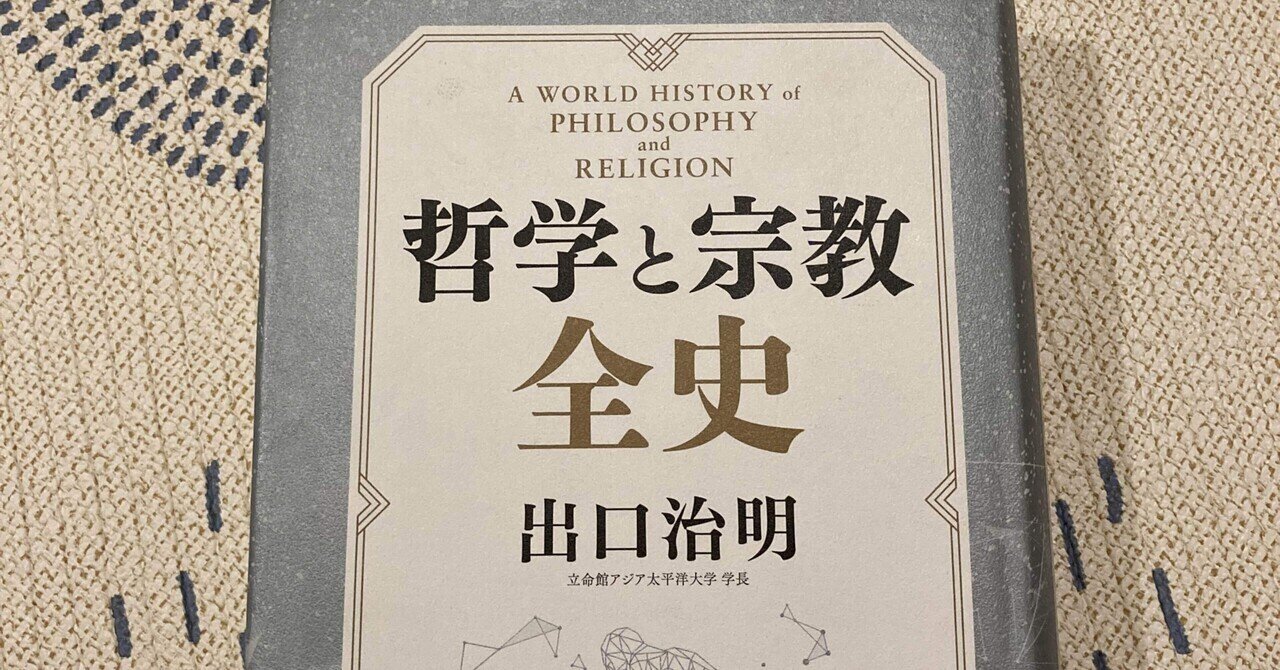 A WORLD HISTORY of
PHILOSOPHY
and
RELIGION
哲学と宗教
全史
出口治明
立命館アジア太平洋大学 学長